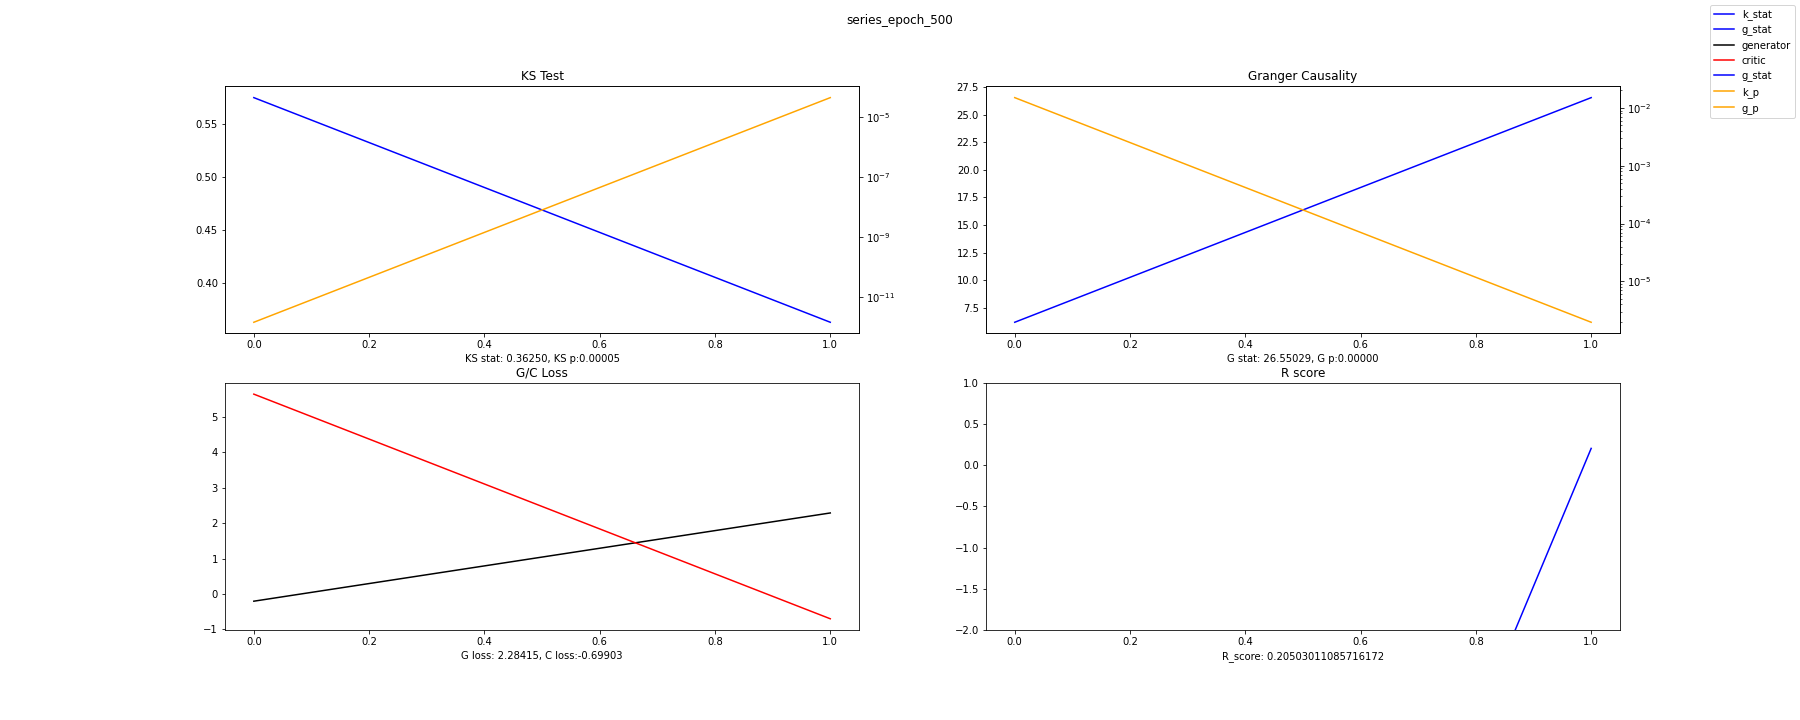 series_epoch_500
k_stat
g_stat
generator
critic
g_stat
k_p
g_p
KS Test
0.55
0.50
0.45
0.40
10^-5
10^-7
10^-9
10^-11
0.0 0.2 0.4 0.6 0.8 1.0
KS stat: 0.36250, KS p:0.00005
Granger Causality
27.5
25.0
22.5
20.0
17.5
15.0
12.5
10.0
7.5
10^-2
10^-3
10^-4
10^-5
0.0 0.2 0.4 0.6 0.8 1.0
G stat: 26.55029, G p:0.00000
G/C Loss
5
4
3
2
1
0
−1
0.0 0.2 0.4 0.6 0.8 1.0
G loss: 2.28415, C loss:-0.69903
R score
1.0
0.5
0.0
−0.5
−1.0
−1.5
−2.0
0.0 0.2 0.4 0.6 0.8 1.0
R_score: 0.20503011085716172